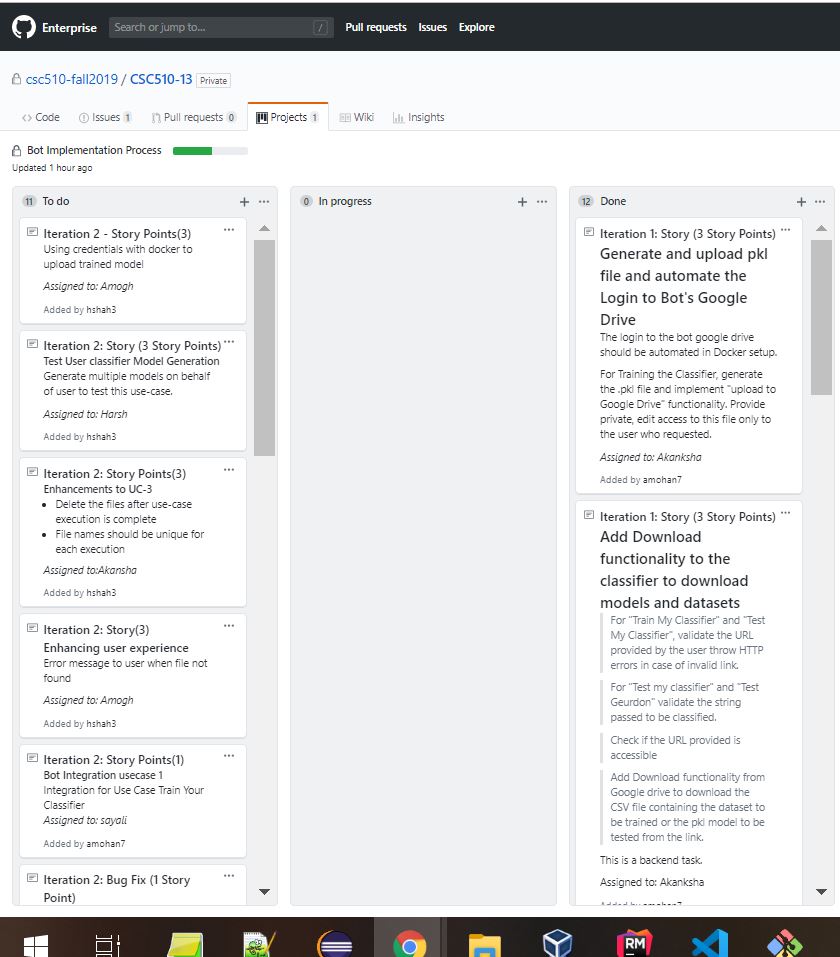 Enterprise
Search or jump to...
/
Pull requests
Issues
Explore
csc510-fall2019 / CSC510-13 Private
Code
Issues 1
Pull requests 0
Projects 1
Wiki
Insights
Bot Implementation Process
Updated 1 hour ago
11 To do
Iteration 2 - Story Points(3)
Using credentials with docker to
upload trained model
Assigned to: Amogh
Added by hshah3
Iteration 2: Story (3 Story Points)
Test User classifier Model Generation
Generate multiple models on behalf
of user to test this use-case.
Assigned to: Harsh
Added by hshah3
Iteration 2: Story Points(3)
Enhancements to UC-3
• Delete the files after use-case
execution is complete
• File names should be unique for
each execution
Assigned to:Akansha
Added by hshah3
Iteration 2: Story(3)
Enhancing user experience
Error message to user when file not
found
Assigned to: Amogh
Added by hshah3
Iteration 2: Story Points(1)
Bot Integration usecase 1
Integration for Use Case Train Your
Classifier
Assigned to: sayali
Added by amohan7
Iteration 2: Bug Fix (1 Story
Point)
0 In progress
12 Done
Iteration 1: Story (3 Story Points)
Generate and upload pkl
file and automate the
Login to Bot's Google
Drive
The login to the bot google drive
should be automated in Docker setup.
For Training the Classifier, generate
the .pkl file and implement "upload to
Google Drive" functionality. Provide
private, edit access to this file only to
the user who requested.
Assigned to: Akanksha
Added by amohan7
Iteration 1: Story (3 Story Points)
Add Download
functionality to the
classifier to download
models and datasets
For "Train My Classifier" and "Test
My Classifier", validate the URL
provided by the user throw HTTP
errors in case of invalid link.
For "Test my classifier" and "Test
Geurdon" validate the string
passed to be classified.
Check if the URL provided is
accessible
Add Download functionality from
Google drive to download the
CSV file containing the dataset to
be trained or the pkl model to be
tested from the link.
This is a backend task.
Assigned to: Akanksha
Added by amohan7
RM